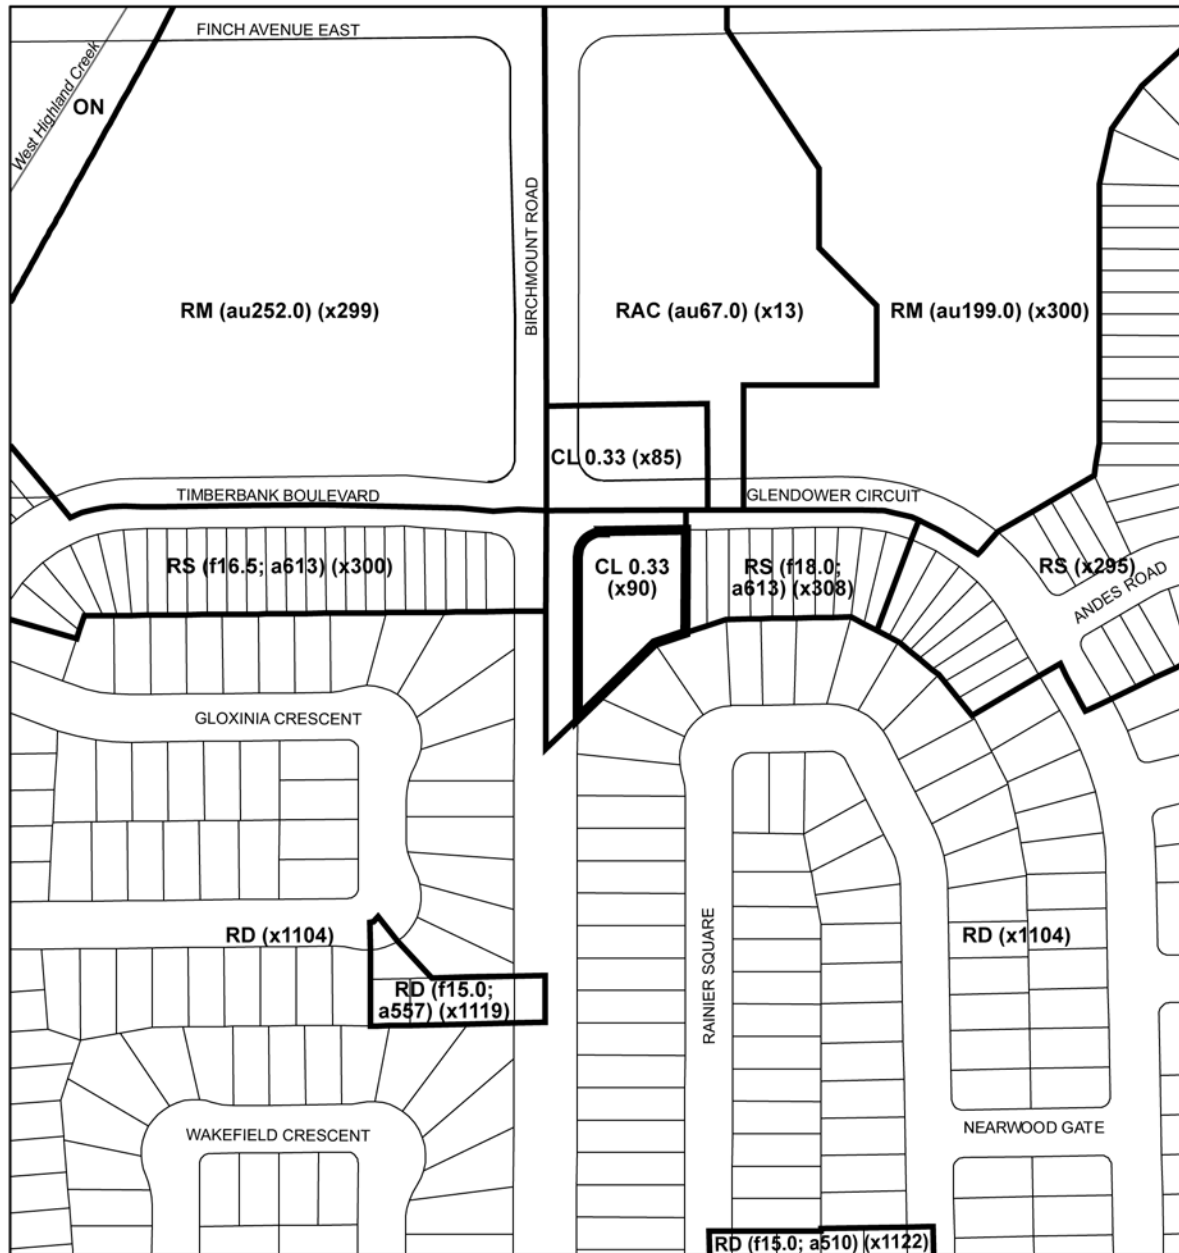 FINCH AVENUE EAST
West Highland Creek
ON
BIRCHMOUNT ROAD
RM (au252.0) (x299)
RAC (au67.0) (x13)
RM (au199.0) (x300)
CL 0.33 (x85)
TIMBERBANK BOULEVARD
GLENDOWER CIRCUIT
RS (f16.5; a613) (x300)
CL 0.33
(x90)
RS (f18.0;
a613) (x308)
RS (x295)
ANDES ROAD
GLOXINIA CRESCENT
RD (x1104)
RD (x1104)
RAINIER SQUARE
RD (f15.0;
a557) (x1119)
WAKEFIELD CRESCENT
NEARWOOD GATE
RD (f15.0; a510) (x1122)